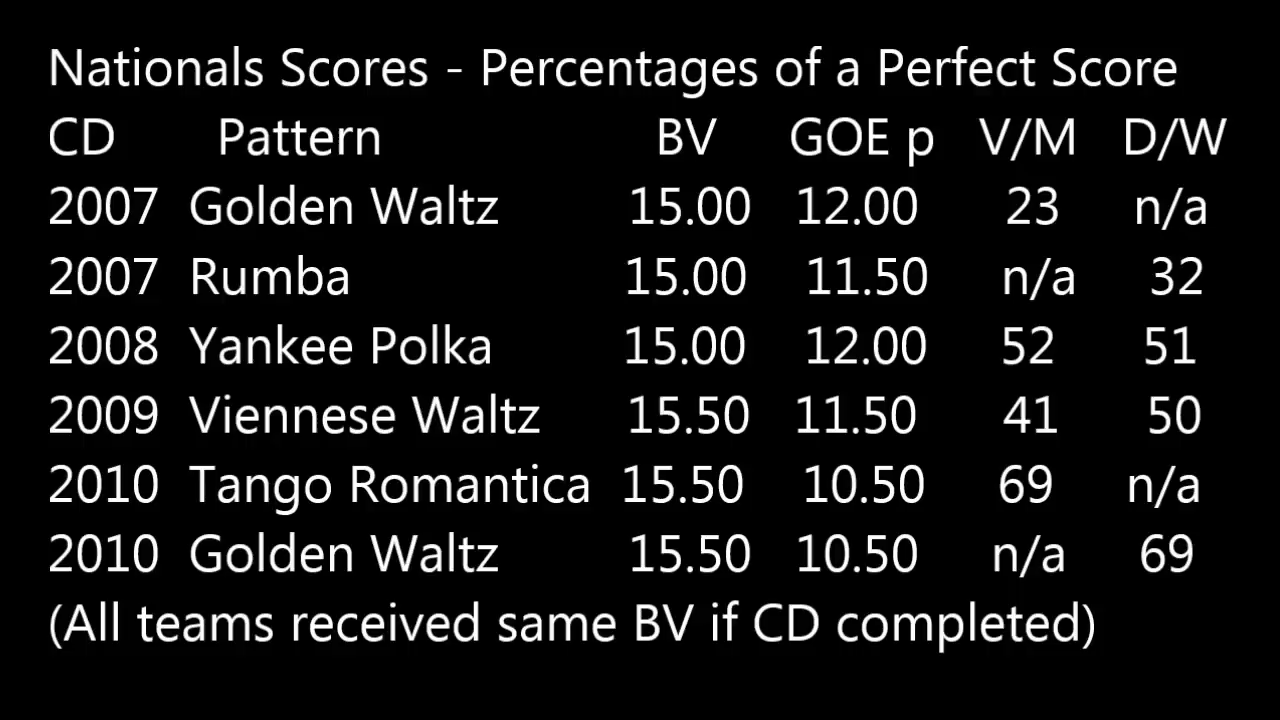 Nationals Scores - Percentages of a Perfect Score
CD Pattern BV GOE p V/M D/W
2007 Golden Waltz 15.00 12.00 23 n/a
2007 Rumba 15.00 11.50 n/a 32
2008 Yankee Polka 15.00 12.00 52 51
2009 Viennese Waltz 15.50 11.50 41 50
2010 Tango Romantica 15.50 10.50 69 n/a
2010 Golden Waltz 15.50 10.50 n/a 69
(All teams received same BV if CD completed)